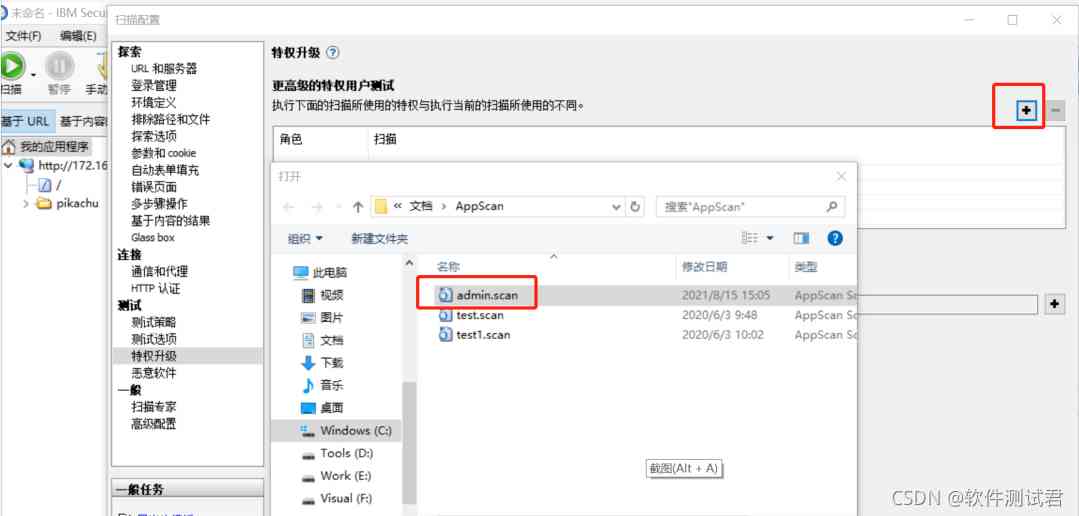 未命名 - IBM Secu
扫描配置
文件(F) 编辑(E)
扫描 暂停 手动
基于 URL 基于内容
我的应用程序
http://172.16
/
pikachu
探索
URL 和服务器
登录管理
环境定义
排除路径和文件
探索选项
参数和 cookie
自动表单填充
错误页面
多步骤操作
基于内容的结果
Glass box
连接
通信和代理
HTTP 认证
测试
测试策略
测试选项
特权升级
恶意软件
一般
扫描专家
高级配置
一般任务
特权升级
更高级的特权用户测试
执行下面的扫描所使用的特权与执行当前的扫描所使用的不同。
角色 扫描
打开
« 文档 › AppScan
搜索"AppScan"
组织 新建文件夹
名称 修改日期 类型
此电脑
视频
图片
文档
下载
音乐
桌面
Windows (C:)
Tools (D:)
Work (E:)
Visual (F:)
admin.scan 2021/8/15 15:05 AppScan Sc
test.scan 2020/6/3 9:48 AppScan Sc
test1.scan 2020/6/3 10:02 AppScan Sc
截图(Alt + A)
CSDN @软件测试君